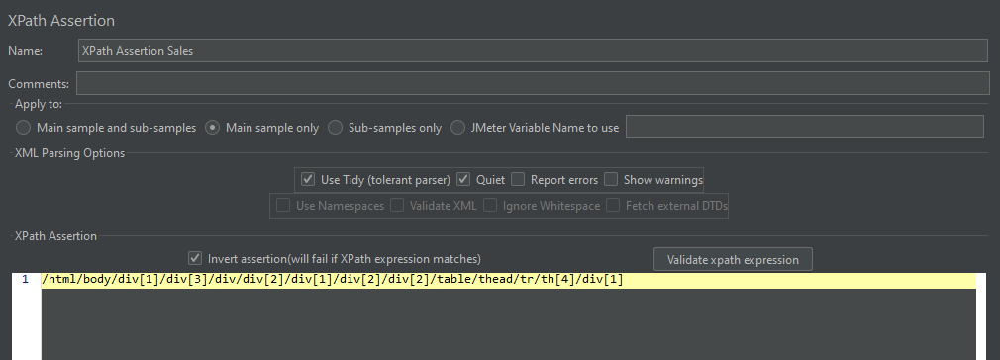 XPath Assertion
Name: XPath Assertion Sales
Comments:
Apply to:
Main sample and sub-samples Main sample only Sub-samples only JMeter Variable Name to use
XML Parsing Options
Use Tidy (tolerant parser) Quiet Report errors Show warnings
Use Namespaces Validate XML Ignore Whitespace Fetch external DTDs
XPath Assertion
Invert assertion(will fail if XPath expression matches) Validate xpath expression
1 /html/body/div[1]/div[3]/div/div[2]/div[1]/div[2]/div[2]/table/thead/tr/th[4]/div[1]